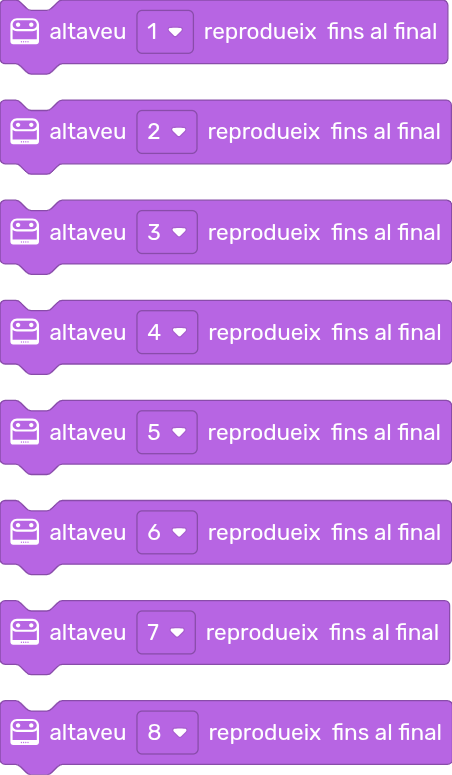 altaveu 1 reprodueix fins al final
altaveu 2 reprodueix fins al final
altaveu 3 reprodueix fins al final
altaveu 4 reprodueix fins al final
altaveu 5 reprodueix fins al final
altaveu 6 reprodueix fins al final
altaveu 7 reprodueix fins al final
altaveu 8 reprodueix fins al final